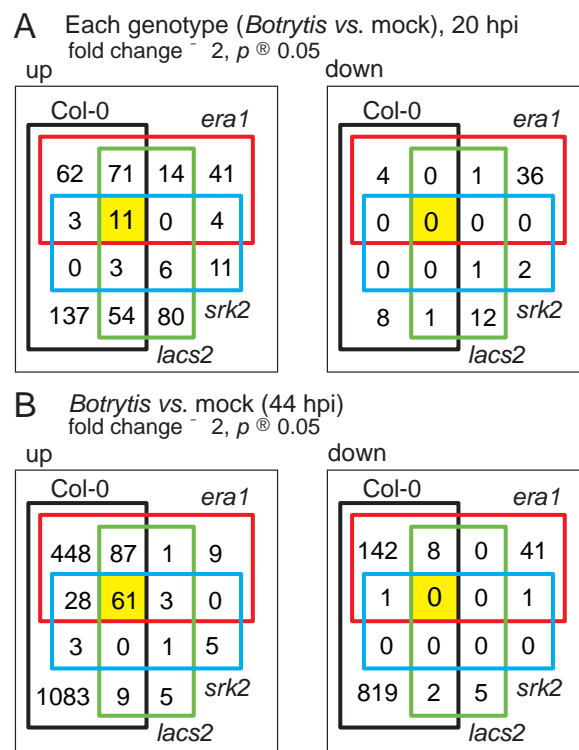 A Each genotype (Botrytis vs. mock), 20 hpi
fold change ¯ 2, p ® 0.05
up
Col-0
era1
62 71 14 41
3 11 0 4
0 3 6 11
137 54 80
srk2
lacs2
down
Col-0
era1
4 0 1 36
0 0 0 0
0 0 1 2
8 1 12
srk2
lacs2
B Botrytis vs. mock (44 hpi)
fold change ¯ 2, p ® 0.05
up
Col-0
era1
448 87 1 9
28 61 3 0
3 0 1 5
1083 9 5
srk2
lacs2
down
Col-0
era1
142 8 0 41
1 0 0 1
0 0 0 0
819 2 5
srk2
lacs2